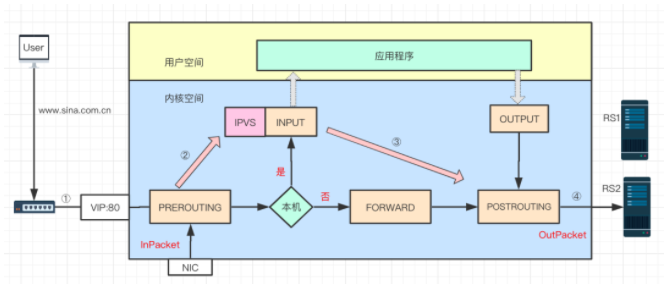 User
用户空间
应用程序
www.sina.com.cn
内核空间
IPVS
INPUT
OUTPUT
RS1
②
③
是
RS2
①
VIP:80
PREROUTING
本机
否
FORWARD
POSTROUTING
④
InPacket
OutPacket
NIC